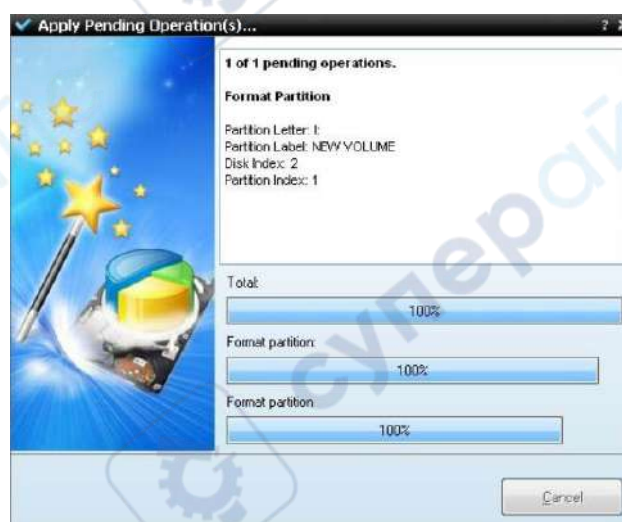 Apply Pending Operation(s)...
1 of 1 pending operations.
Format Partition
Partition Letter: I:
Partition Label: NEW VOLUME
Disk Index: 2
Partition Index: 1
Total:
100%
Format partition:
100%
Format partition
100%
Cancel
супер